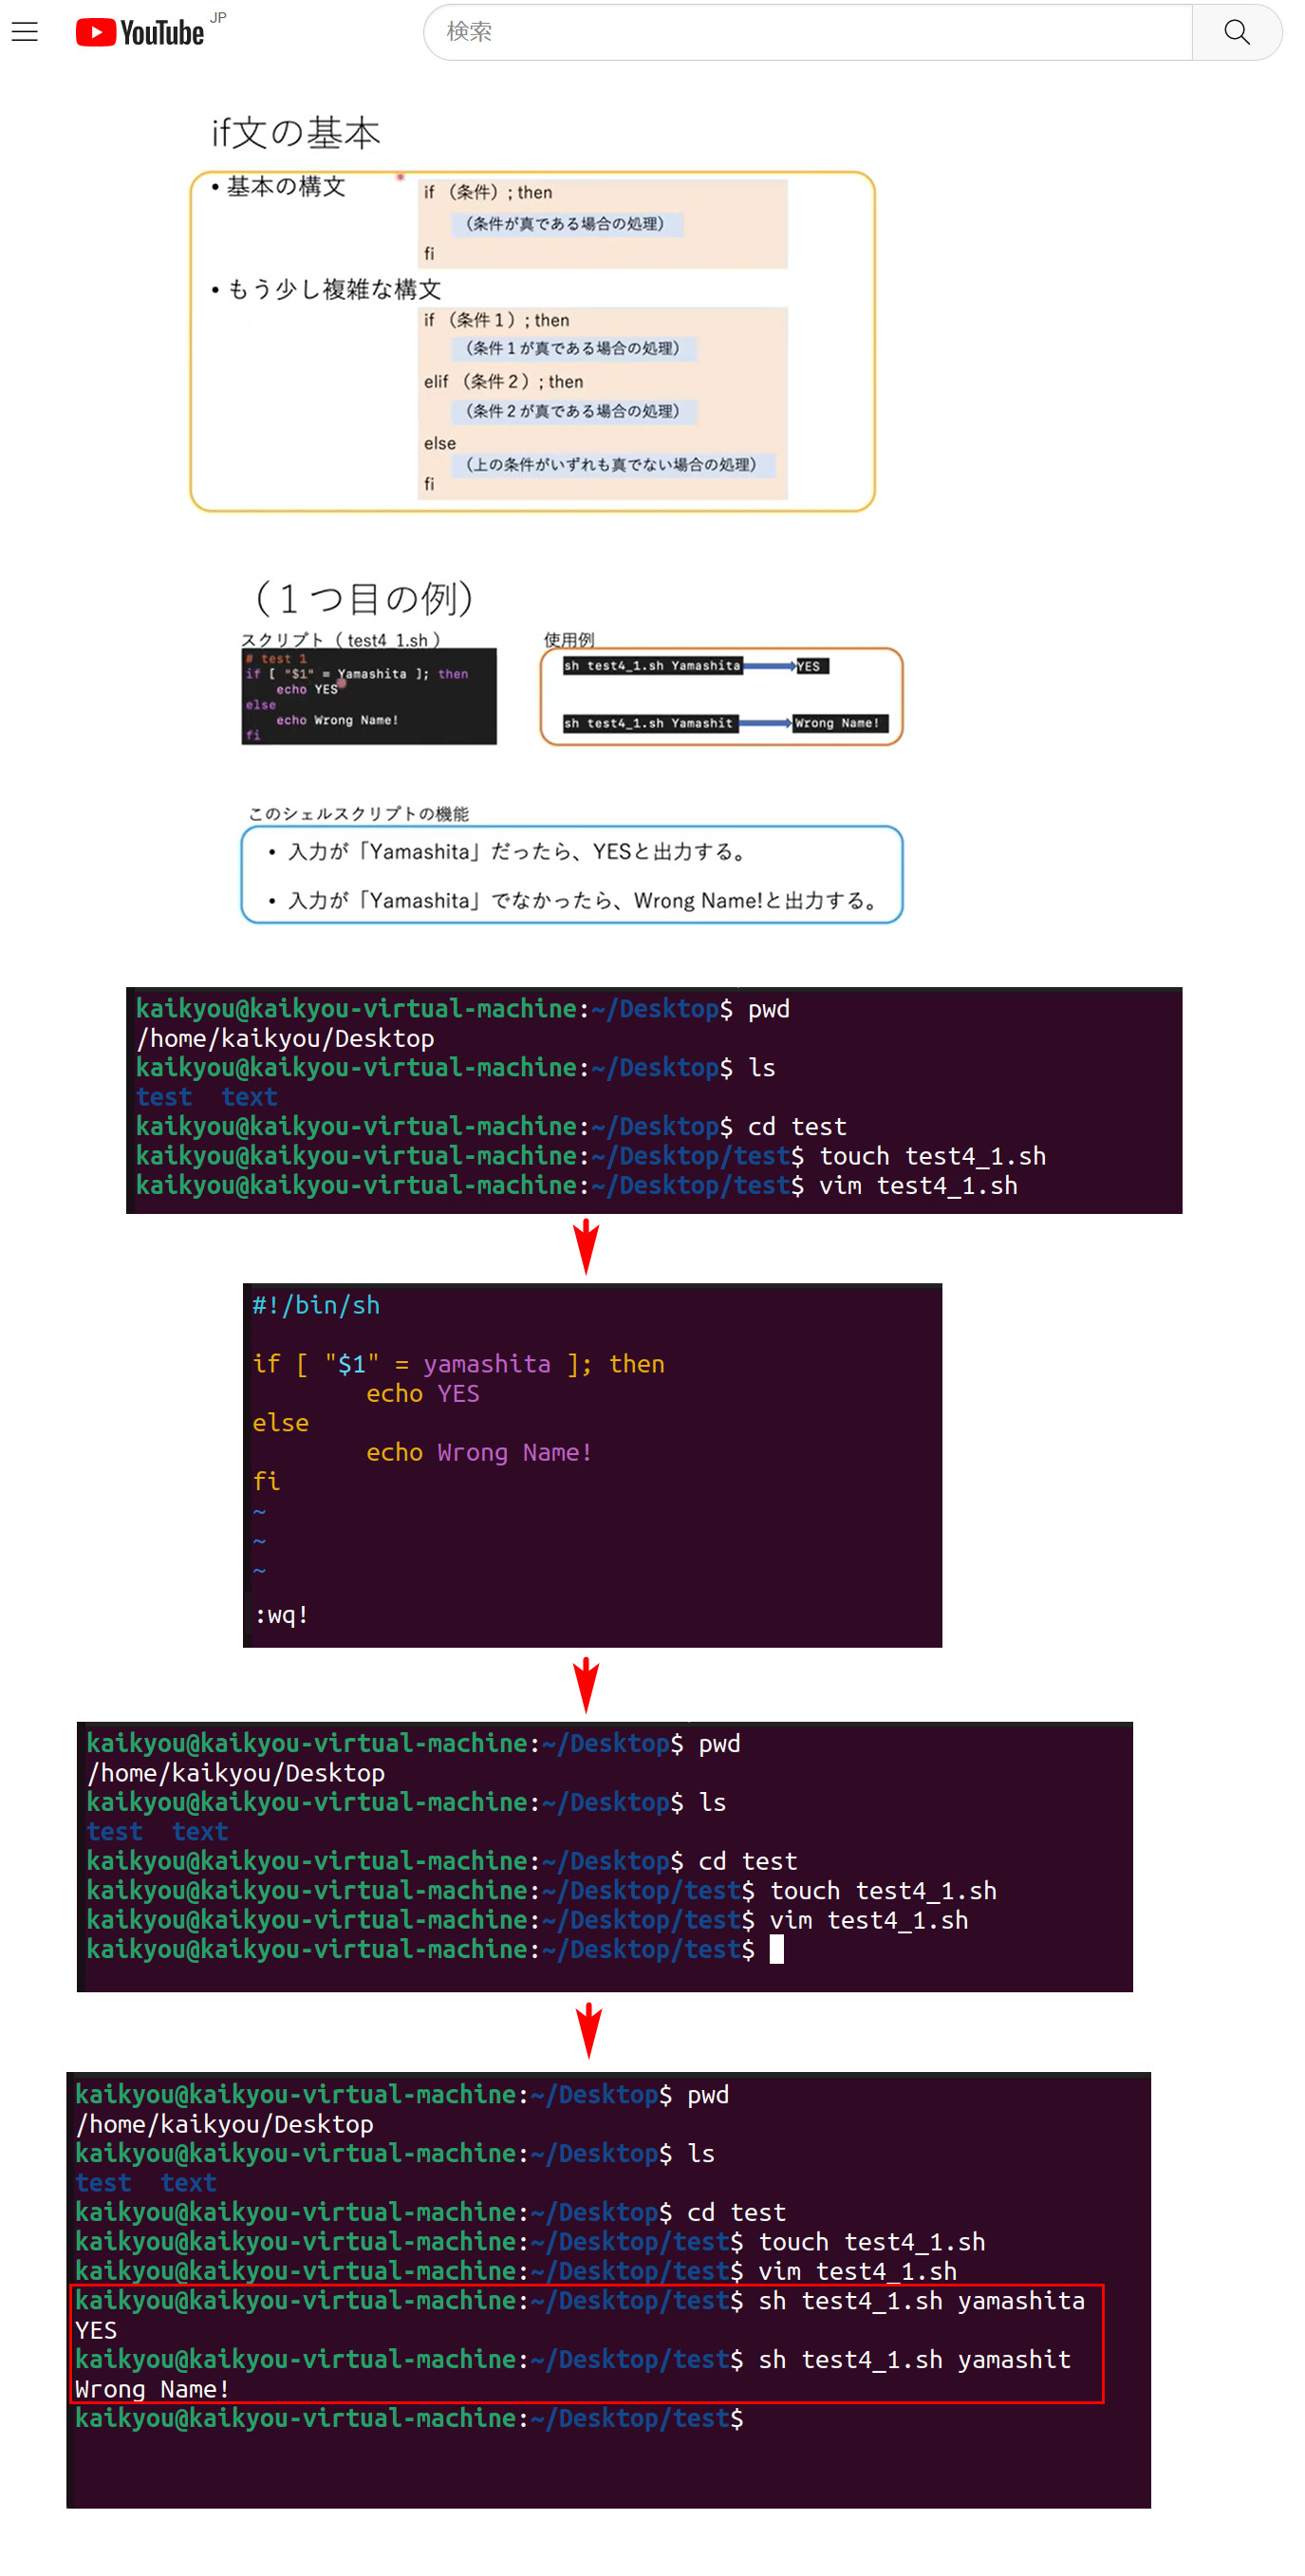 YouTube JP
検索
if文の基本
• 基本の構文
if （条件）; then
（条件が真である場合の処理）
fi
• もう少し複雑な構文
if （条件１）; then
（条件１が真である場合の処理）
elif （条件２）; then
（条件２が真である場合の処理）
else
（上の条件がいずれも真でない場合の処理）
fi
（１つ目の例）
スクリプト（ test4_1.sh ）
# test 1
if [ "$1" = Yamashita ]; then
echo YES
else
echo Wrong Name!
fi
使用例
sh test4_1.sh Yamashita YES
sh test4_1.sh Yamashit Wrong Name!
このシェルスクリプトの機能
• 入力が「Yamashita」だったら、YESと出力する。
• 入力が「Yamashita」でなかったら、Wrong Name!と出力する。
kaikyou@kaikyou-virtual-machine:~/Desktop$ pwd
/home/kaikyou/Desktop
kaikyou@kaikyou-virtual-machine:~/Desktop$ ls
test text
kaikyou@kaikyou-virtual-machine:~/Desktop$ cd test
kaikyou@kaikyou-virtual-machine:~/Desktop/test$ touch test4_1.sh
kaikyou@kaikyou-virtual-machine:~/Desktop/test$ vim test4_1.sh
#!/bin/sh
if [ "$1" = yamashita ]; then
echo YES
else
echo Wrong Name!
fi
~
~
~
:wq!
kaikyou@kaikyou-virtual-machine:~/Desktop$ pwd
/home/kaikyou/Desktop
kaikyou@kaikyou-virtual-machine:~/Desktop$ ls
test text
kaikyou@kaikyou-virtual-machine:~/Desktop$ cd test
kaikyou@kaikyou-virtual-machine:~/Desktop/test$ touch test4_1.sh
kaikyou@kaikyou-virtual-machine:~/Desktop/test$ vim test4_1.sh
kaikyou@kaikyou-virtual-machine:~/Desktop/test$
kaikyou@kaikyou-virtual-machine:~/Desktop$ pwd
/home/kaikyou/Desktop
kaikyou@kaikyou-virtual-machine:~/Desktop$ ls
test text
kaikyou@kaikyou-virtual-machine:~/Desktop$ cd test
kaikyou@kaikyou-virtual-machine:~/Desktop/test$ touch test4_1.sh
kaikyou@kaikyou-virtual-machine:~/Desktop/test$ vim test4_1.sh
kaikyou@kaikyou-virtual-machine:~/Desktop/test$ sh test4_1.sh yamashita
YES
kaikyou@kaikyou-virtual-machine:~/Desktop/test$ sh test4_1.sh yamashit
Wrong Name!
kaikyou@kaikyou-virtual-machine:~/Desktop/test$